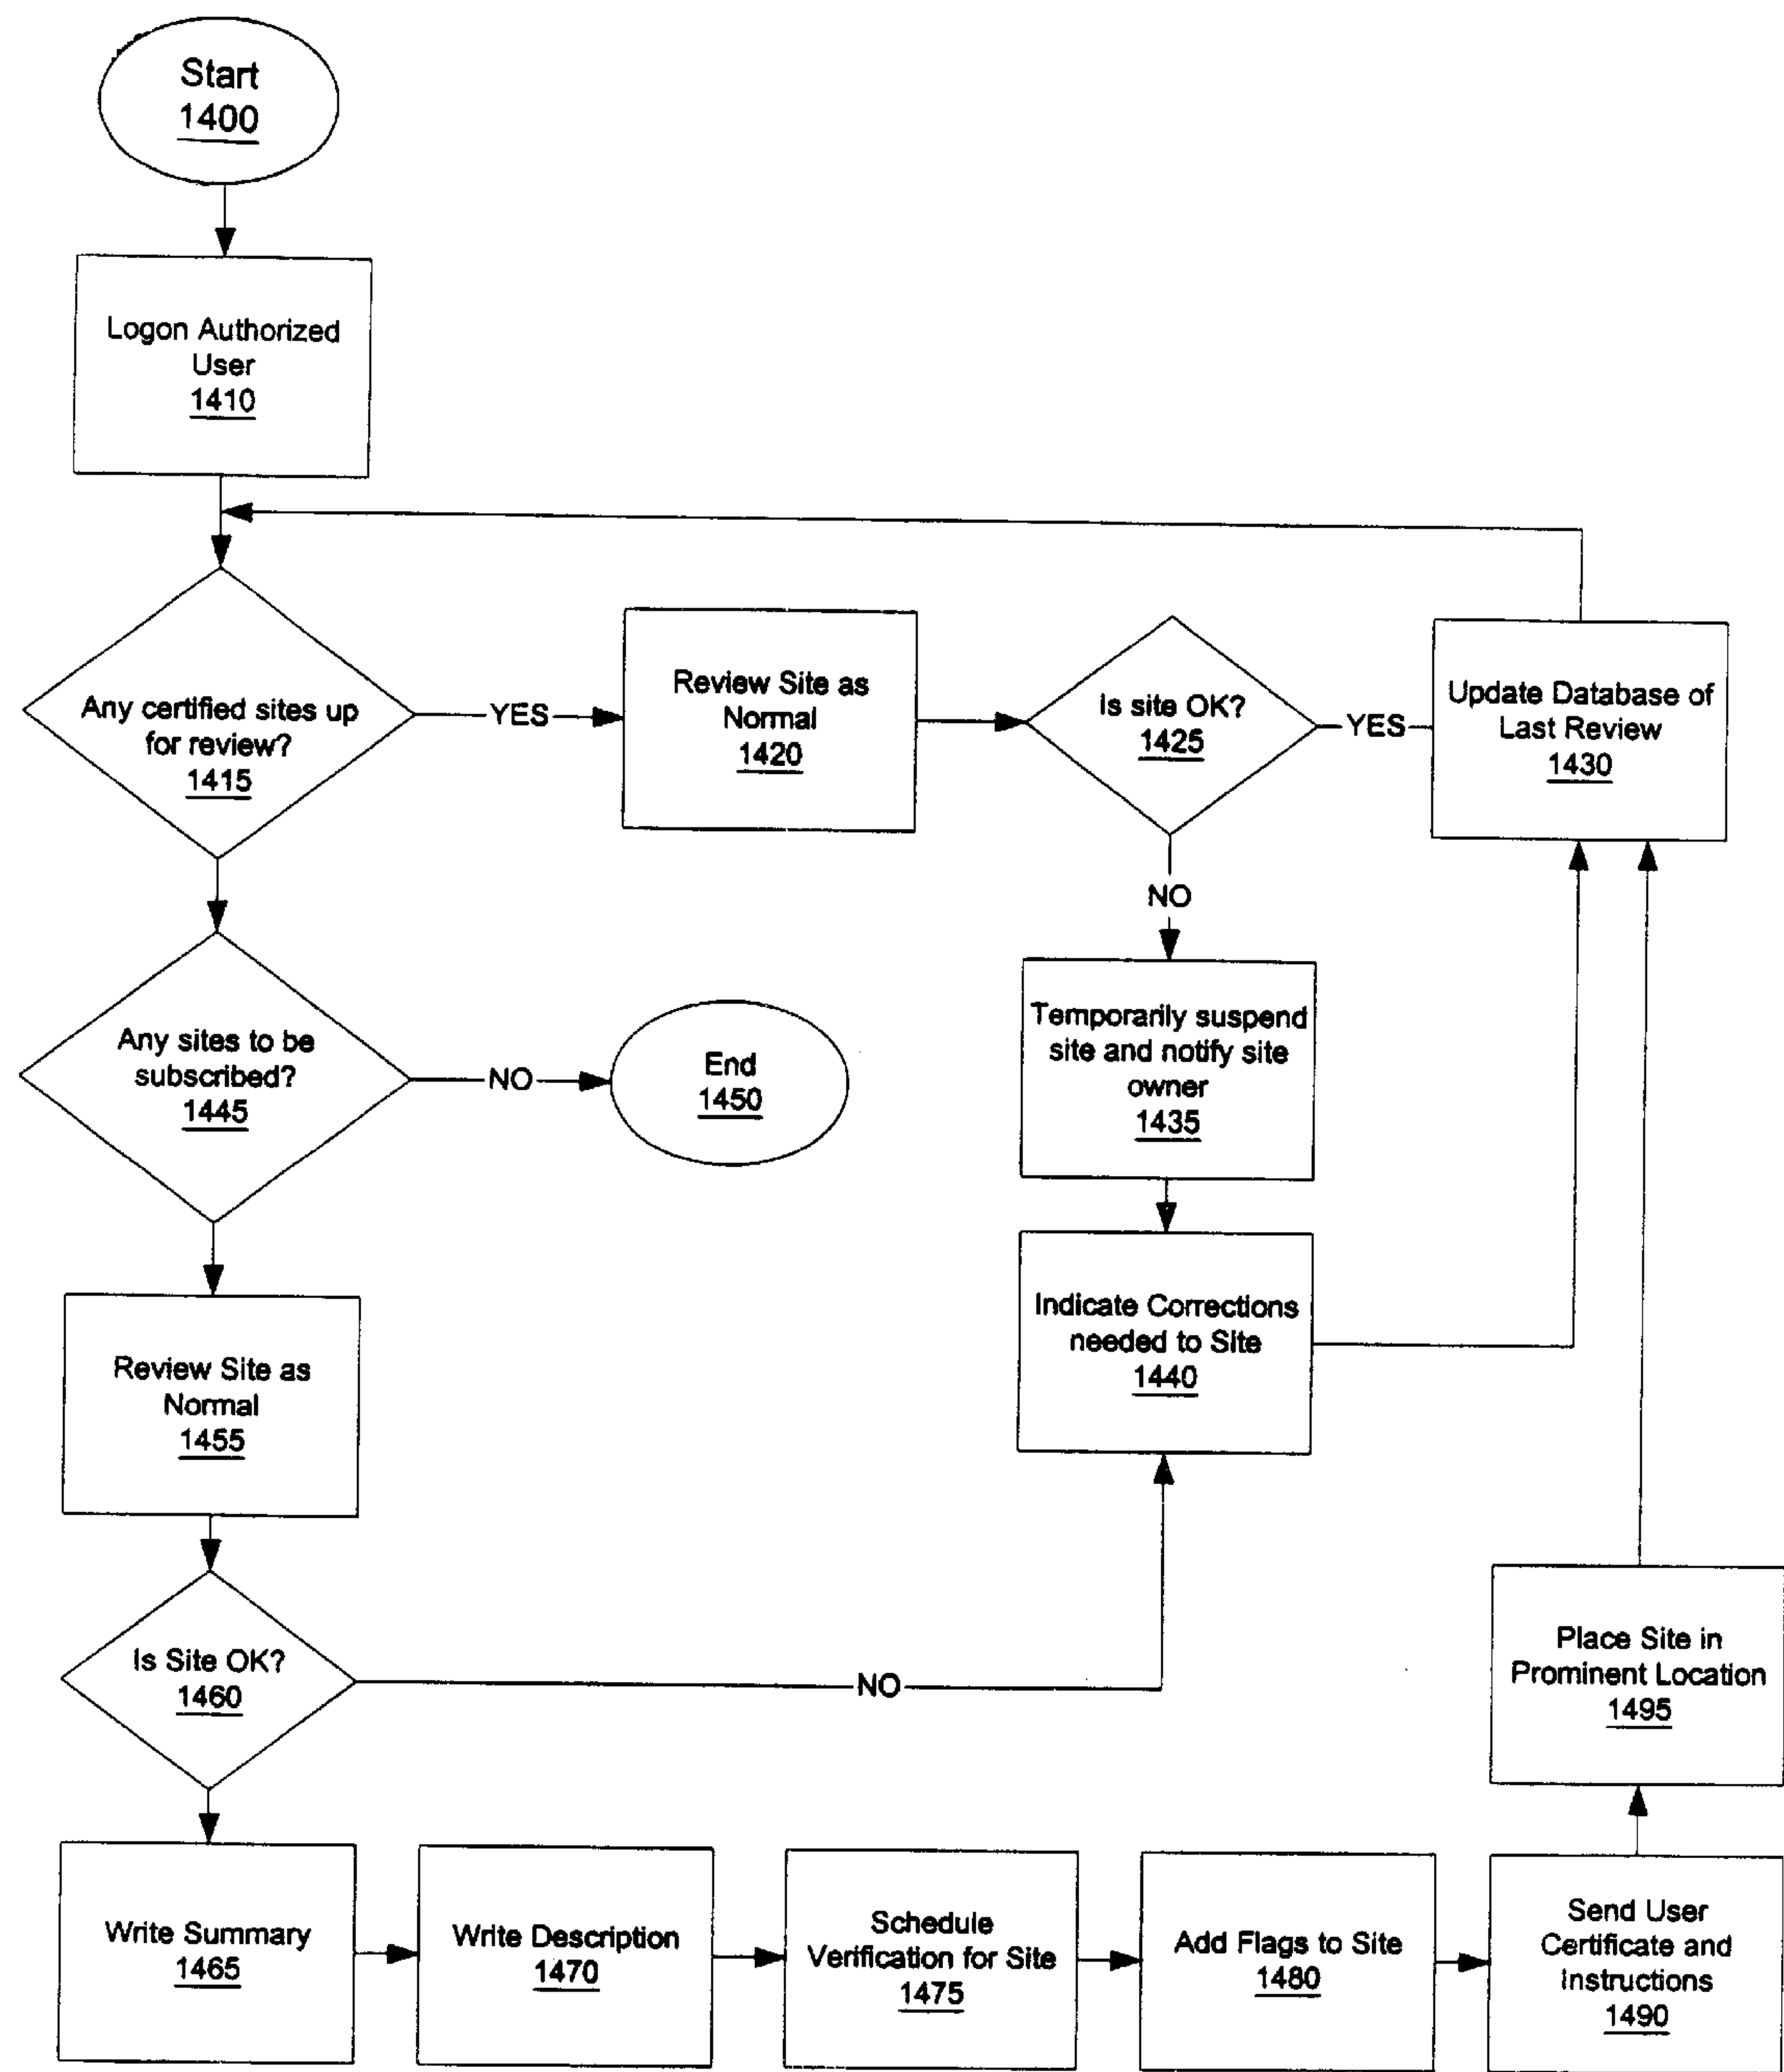 Start
1400
Logon Authorized
User
1410
Any certified sites up
for review?
1415
YES
Review Site as
Normal
1420
Is site OK?
1425
YES
Update Database of
Last Review
1430
NO
Temporarily suspend
site and notify site
owner
1435
Any sites to be
subscribed?
1445
NO
End
1450
Indicate Corrections
needed to Site
1440
Review Site as
Normal
1455
Is Site OK?
1460
NO
Place Site in
Prominent Location
1495
Write Summary
1465
Write Description
1470
Schedule
Verification for Site
1475
Add Flags to Site
1480
Send User
Certificate and
Instructions
1490